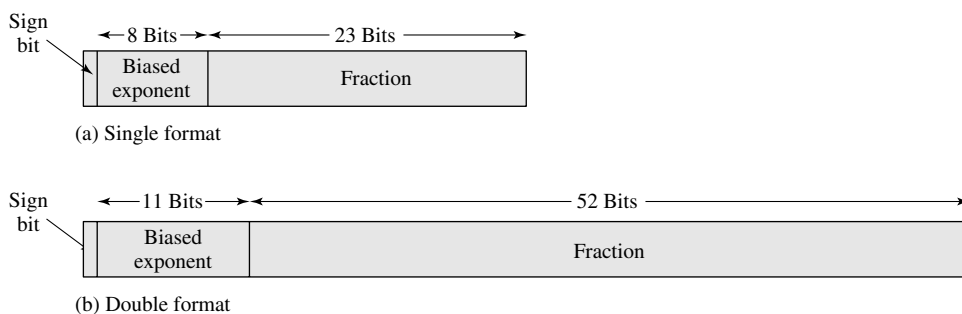 Sign
bit
8 Bits
23 Bits
Biased
exponent
Fraction
(a) Single format
Sign
bit
11 Bits
52 Bits
Biased
exponent
Fraction
(b) Double format